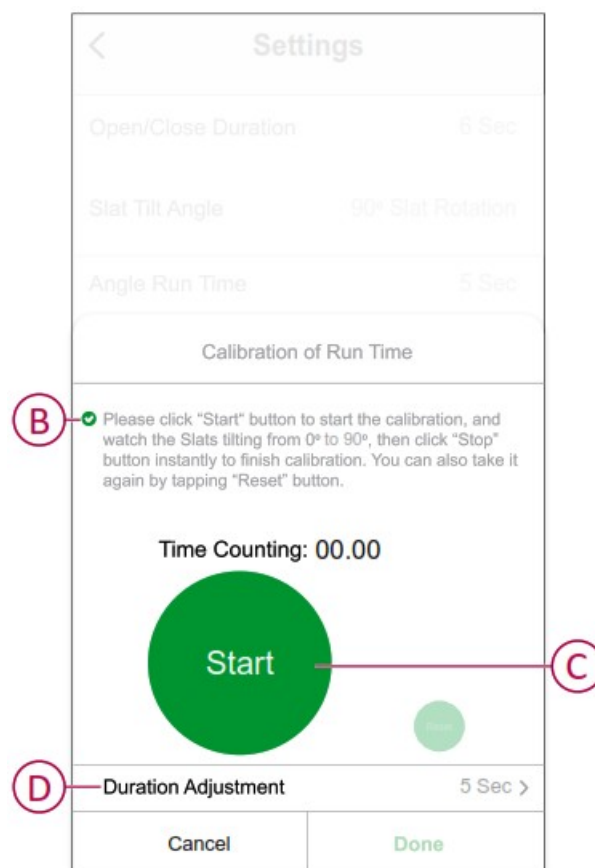 Settings
Open/Close Duration 6 Sec
Slat Tilt Angle 90° Slat Rotation
Angle Run Time 5 Sec
Calibration of Run Time
B
Please click “Start” button to start the calibration, and
watch the Slats tilting from 0° to 90°, then click “Stop”
button instantly to finish calibration. You can also take it
again by tapping “Reset” button.
Time Counting: 00.00
Start
C
D
Duration Adjustment 5 Sec >
Cancel Done